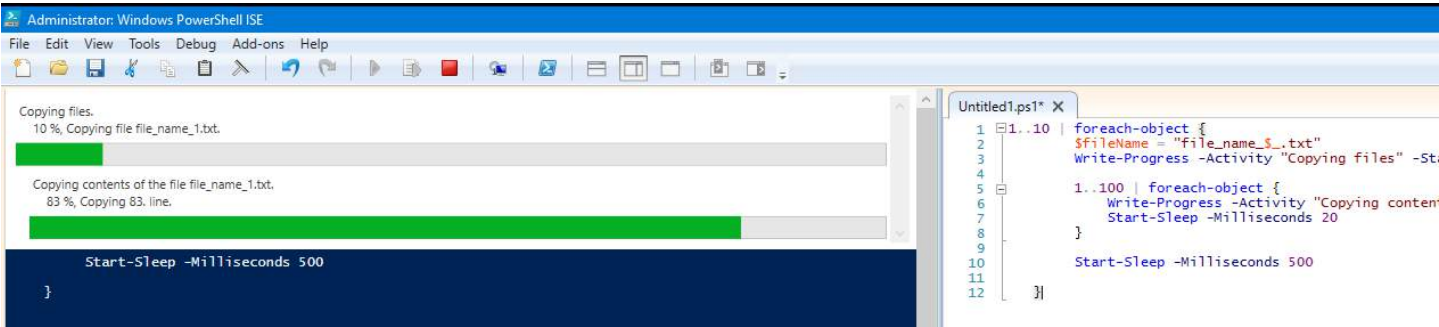 Administrator: Windows PowerShell ISE
File Edit View Tools Debug Add-ons Help
Copying files.
10 %, Copying file file_name_1.txt.
Copying contents of the file file_name_1.txt.
83 %, Copying 83. line.
Start-Sleep -Milliseconds 500
}
Untitled1.ps1* X
1 1..10 | foreach-object {
2 $fileName = "file_name_$_.txt"
3 Write-Progress -Activity "Copying files" -Sta
4
5 1..100 | foreach-object {
6 Write-Progress -Activity "Copying content
7 Start-Sleep -Milliseconds 20
8 }
9
10 Start-Sleep -Milliseconds 500
11
12 }